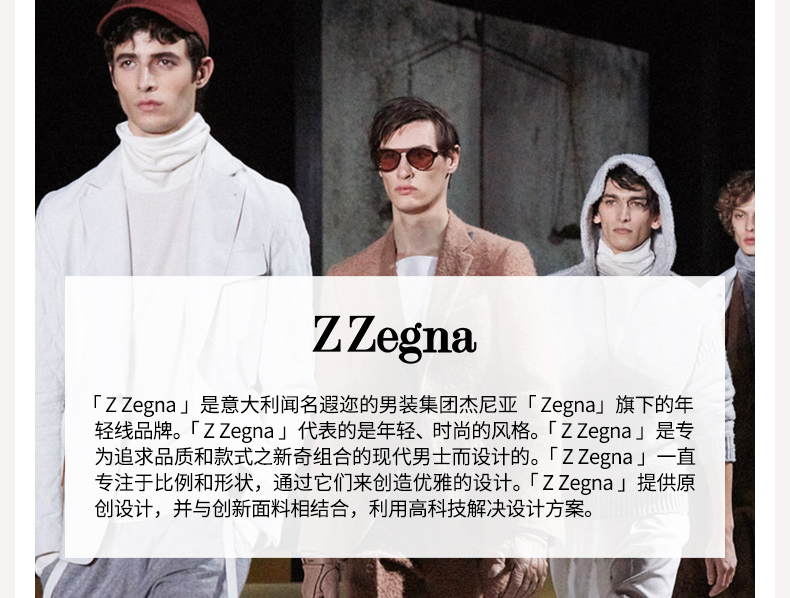 Z Zegna
「Z Zegna」是意大利闻名遐迩的男装集团杰尼亚「Zegna」旗下的年
轻线品牌。「Z Zegna」代表的是年轻、时尚的风格。「Z Zegna」是专
为追求品质和款式之新奇组合的现代男士而设计的。「Z Zegna」一直
专注于比例和形状，通过它们来创造优雅的设计。「Z Zegna」提供原
创设计，并与创新面料相结合，利用高科技解决设计方案。